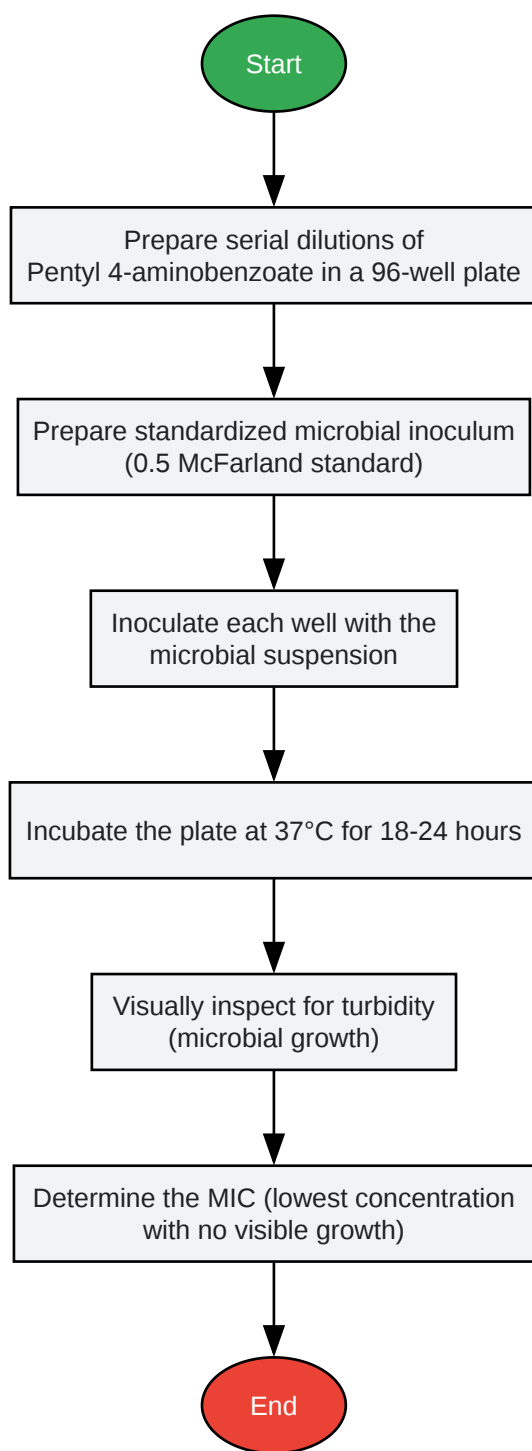 Start
Prepare serial dilutions of
Pentyl 4-aminobenzoate in a 96-well plate
Prepare standardized microbial inoculum
(0.5 McFarland standard)
Inoculate each well with the
microbial suspension
Incubate the plate at 37°C for 18-24 hours
Visually inspect for turbidity
(microbial growth)
Determine the MIC (lowest concentration
with no visible growth)
End